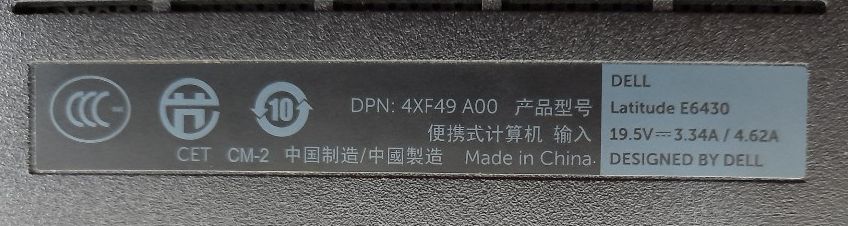 CCC
10
DPN: 4XF49 A00 产品型号
便携式计算机 输入
CET CM-2 中国制造/中國製造 Made in China.
DELL
Latitude E6430
19.5V⎓3.34A / 4.62A
DESIGNED BY DELL